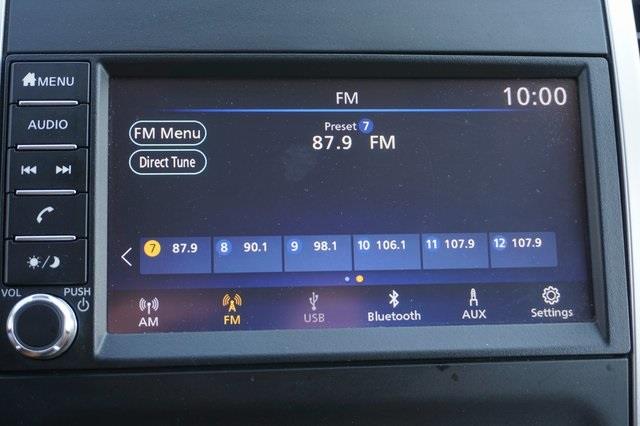 MENU
AUDIO
VOL
PUSH
FM
10:00
FM Menu
Direct Tune
Preset 7
87.9 FM
7 87.9 8 90.1 9 98.1 10 106.1 11 107.9 12 107.9
AM FM USB Bluetooth AUX Settings